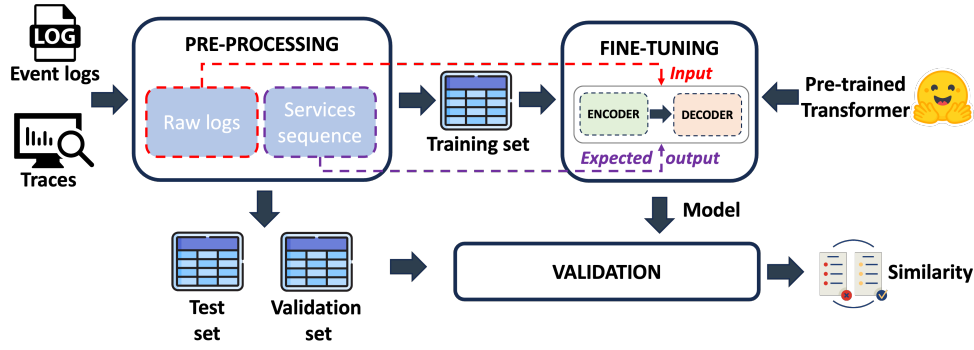 LOG
Event logs
Traces
PRE-PROCESSING
Raw logs
Services
sequence
Training set
FINE-TUNING
Input
ENCODER
DECODER
Expected output
Pre-trained
Transformer
Model
Test
set
Validation
set
VALIDATION
Similarity